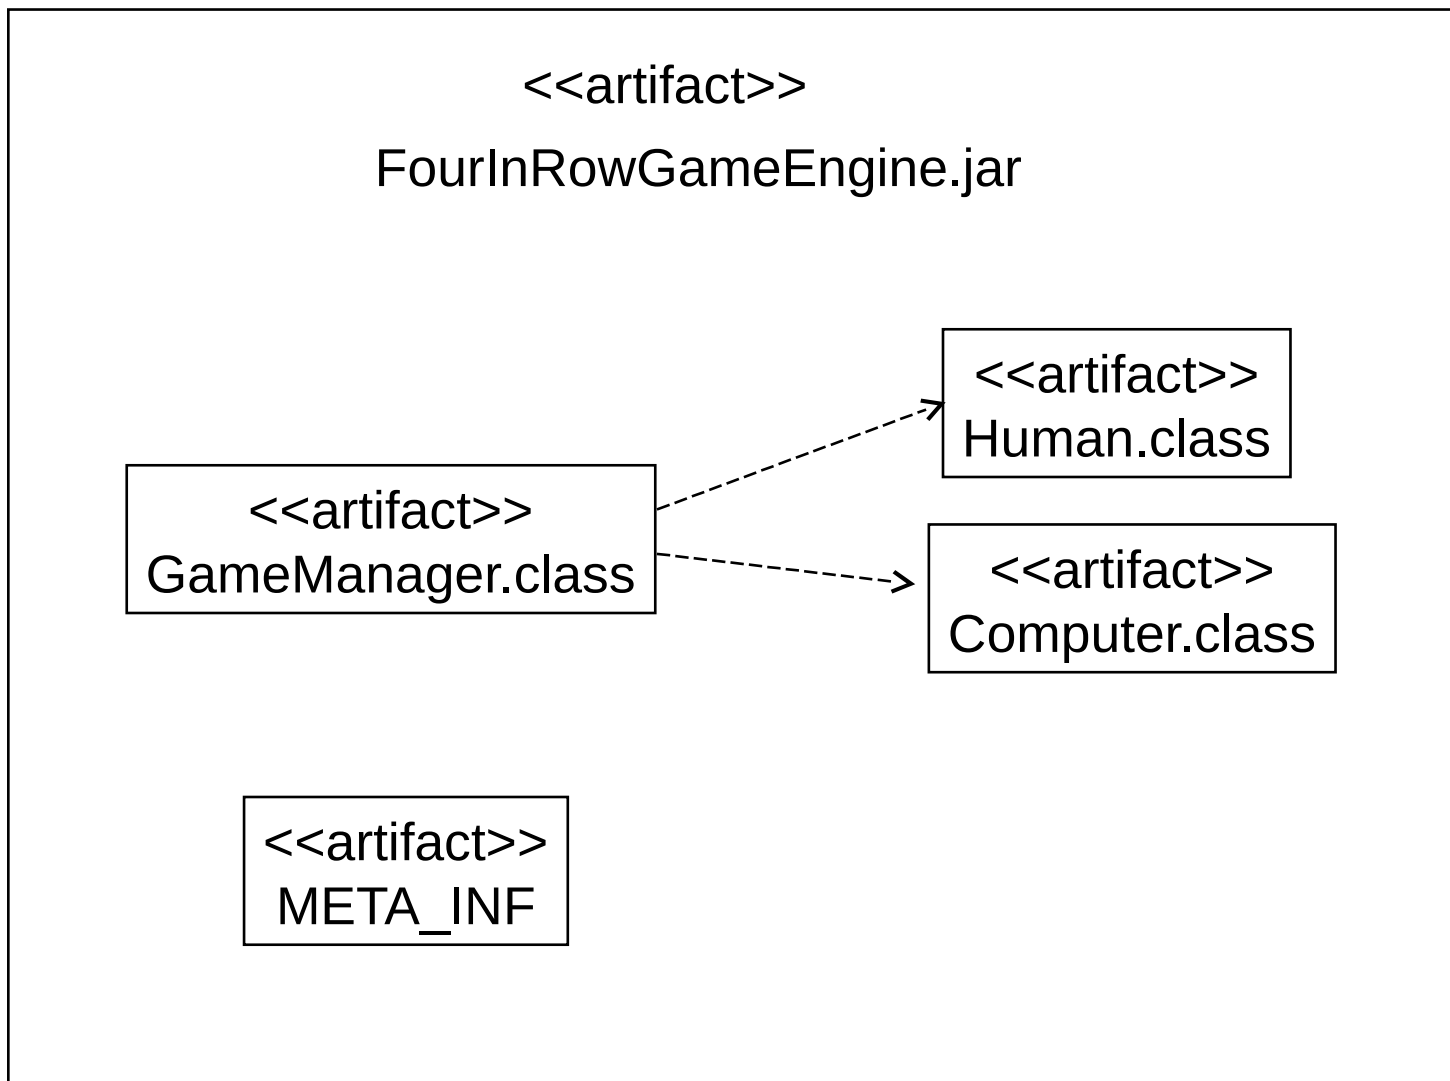 <<artifact>>
FourInRowGameEngine.jar
<<artifact>>
Human.class
<<artifact>>
GameManager.class
<<artifact>>
Computer.class
<<artifact>>
META_INF